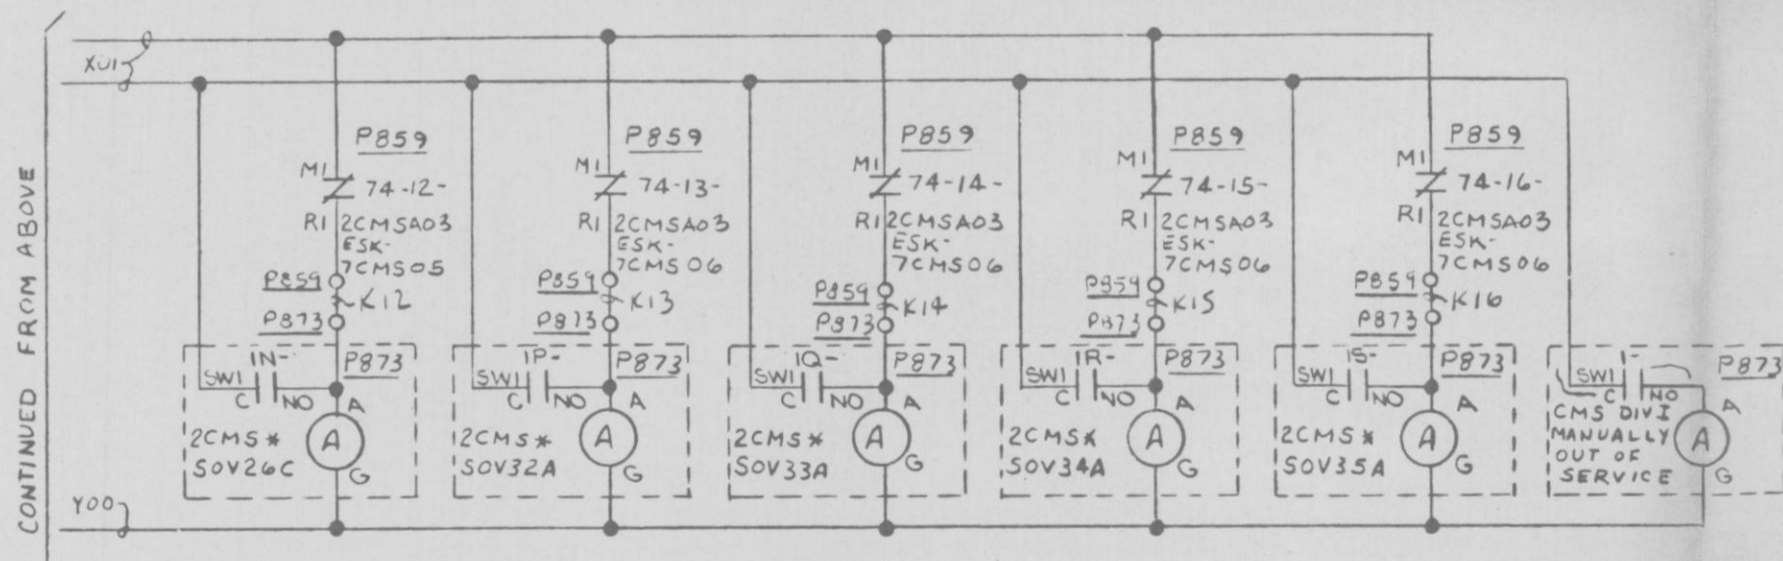 CONTINUED FROM ABOVE
P859
M1
74-12-
R1 2CMSA03
ESK-
7CMS05
P859
K12
P873
1N-
P873
SW1
C
NO
A
A
2CMS*
SOV26C
G
P859
M1
74-13-
R1 2CMSA03
ESK-
7CMS06
P859
K13
P873
1P-
P873
SW1
C
NO
A
A
2CMS*
SOV32A
G
P859
M1
74-14-
R1 2CMSA03
ESK-
7CMS06
P859
K14
P873
1Q-
P873
SW1
C
NO
A
A
2CMS*
SOV33A
G
P859
M1
74-15-
R1 2CMSA03
ESK-
7CMS06
P859
K15
P873
1R-
P873
SW1
C
NO
A
A
2CMS*
SOV34A
G
P859
M1
74-16-
R1 2CMSA03
ESK-
7CMS06
P859
K16
P873
1S-
P873
SW1
C
NO
A
A
2CMS*
SOV35A
G
1-
P873
SW1
C
NO
A
A
CMS DIV I
MANUALLY
OUT OF
SERVICE
G
Y00